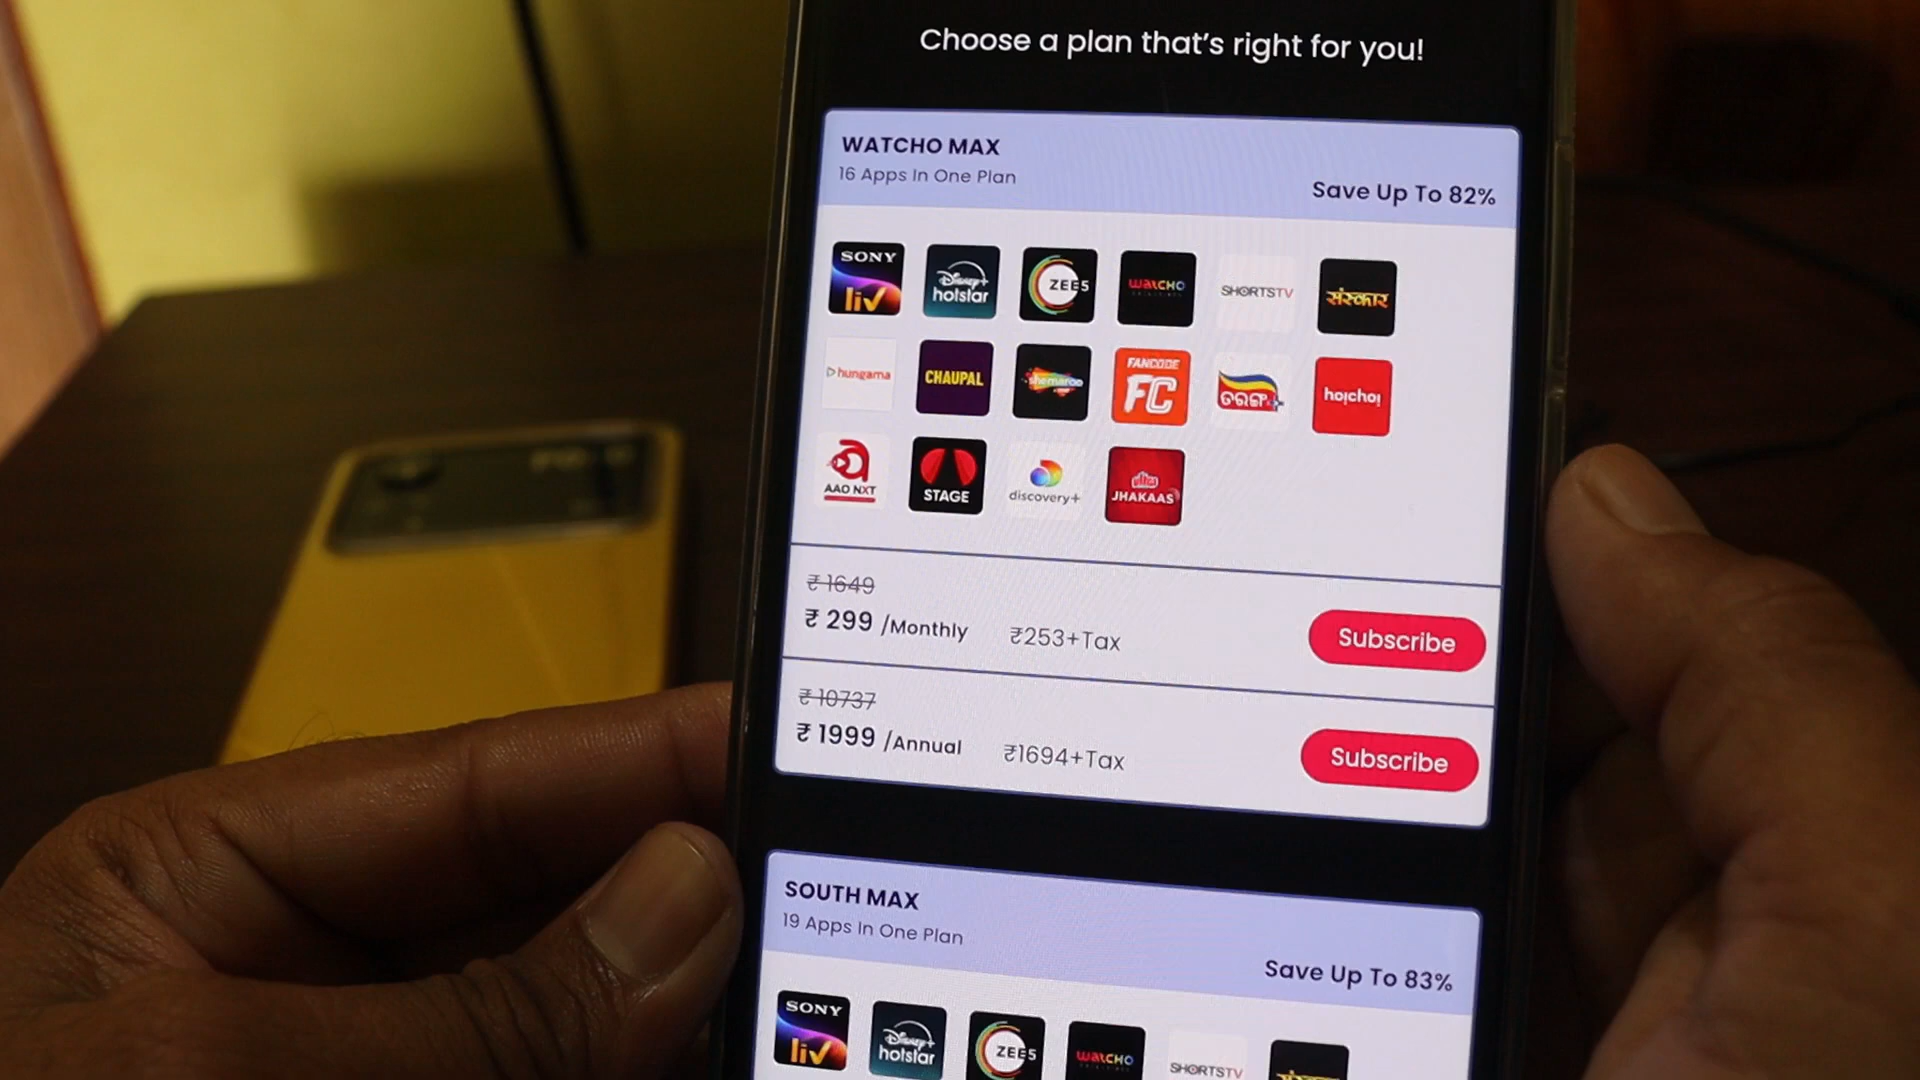 Choose a plan that's right for you!
WATCHO MAX
16 Apps In One Plan
Save Up To 82%
SONY liv
Disney+ hotstar
ZEE5
WATCHO
SHORTSTV
संस्कार
hungama
CHAUPAL
shemaroo
FANCODE FC
ତରଙ୍ଗ+
hoichoi
AAO NXT
STAGE
discovery+
ultra JHAKAAS
₹ 1649
₹ 299 /Monthly ₹253+Tax Subscribe
₹ 10737
₹ 1999 /Annual ₹1694+Tax Subscribe
SOUTH MAX
19 Apps In One Plan
Save Up To 83%
SONY liv
Disney+ hotstar
ZEE5
WATCHO
SHORTSTV